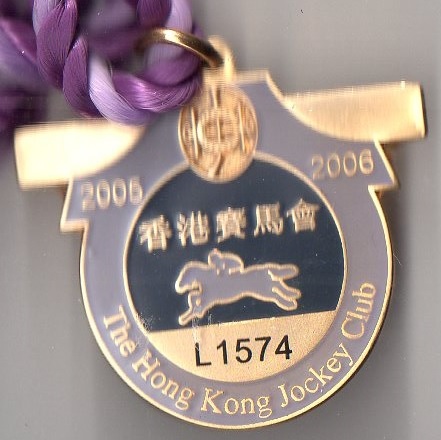 2005 2006
香港賽馬會
L1574
The Hong Kong Jockey Club